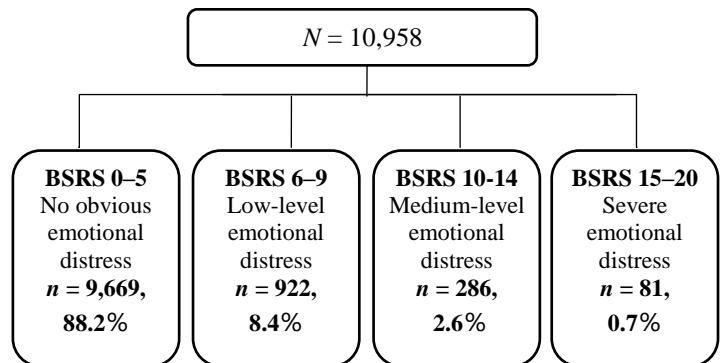 N = 10,958
BSRS 0–5
No obvious
emotional
distress
n = 9,669,
88.2%
BSRS 6–9
Low-level
emotional
distress
n = 922,
8.4%
BSRS 10-14
Medium-level
emotional
distress
n = 286,
2.6%
BSRS 15–20
Severe
emotional
distress
n = 81,
0.7%